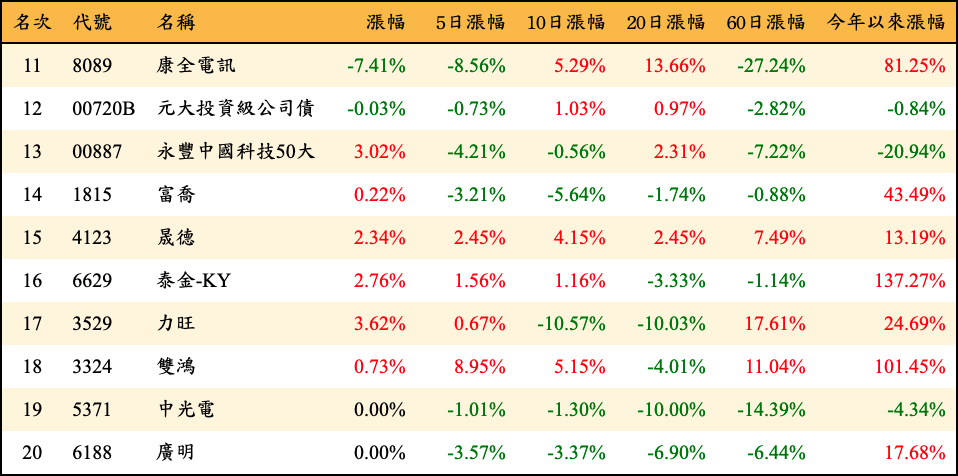 名次 代號 名稱 漲幅 5日漲幅 10日漲幅 20日漲幅 60日漲幅 今年以來漲幅
11 8089 康全電訊 -7.41% -8.56% 5.29% 13.66% -27.24% 81.25%
12 00720B 元大投資級公司債 -0.03% -0.73% 1.03% 0.97% -2.82% -0.84%
13 00887 永豐中國科技50大 3.02% -4.21% -0.56% 2.31% -7.22% -20.94%
14 1815 富喬 0.22% -3.21% -5.64% -1.74% -0.88% 43.49%
15 4123 晟德 2.34% 2.45% 4.15% 2.45% 7.49% 13.19%
16 6629 泰金-KY 2.76% 1.56% 1.16% -3.33% -1.14% 137.27%
17 3529 力旺 3.62% 0.67% -10.57% -10.03% 17.61% 24.69%
18 3324 雙鴻 0.73% 8.95% 5.15% -4.01% 11.04% 101.45%
19 5371 中光電 0.00% -1.01% -1.30% -10.00% -14.39% -4.34%
20 6188 廣明 0.00% -3.57% -3.37% -6.90% -6.44% 17.68%